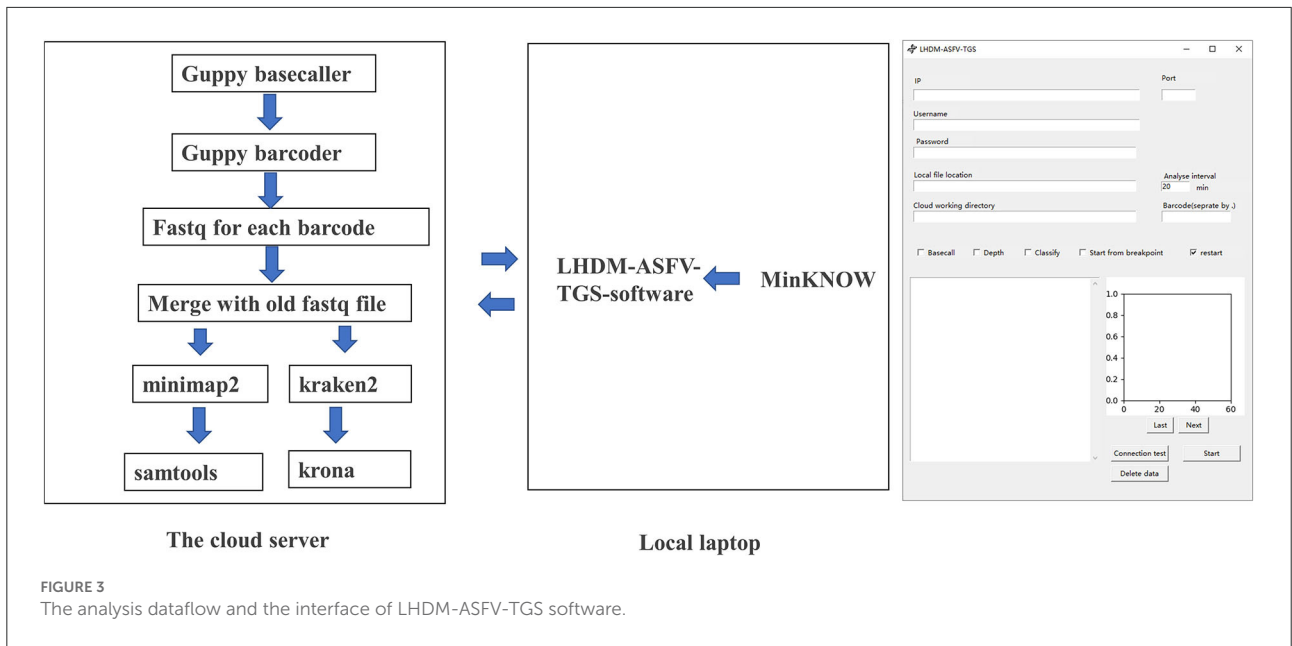 Guppy basecaller
Guppy barcoder
Fastq for each barcode
Merge with old fastq file
minimap2
kraken2
samtools
krona
The cloud server
LHDM-ASFV-
TGS-software
MinKNOW
Local laptop
LHDM-ASFV-TGS
IP
Port
Username
Password
Local file location
Analyse interval
20 min
Cloud working directory
Barcode(seprate by .)
Basecall Depth Classify Start from breakpoint restart
1.0
0.8
0.6
0.4
0.2
0.0
0 20 40 60
Last Next
Connection test Start
Delete data
FIGURE 3
The analysis dataflow and the interface of LHDM-ASFV-TGS software.